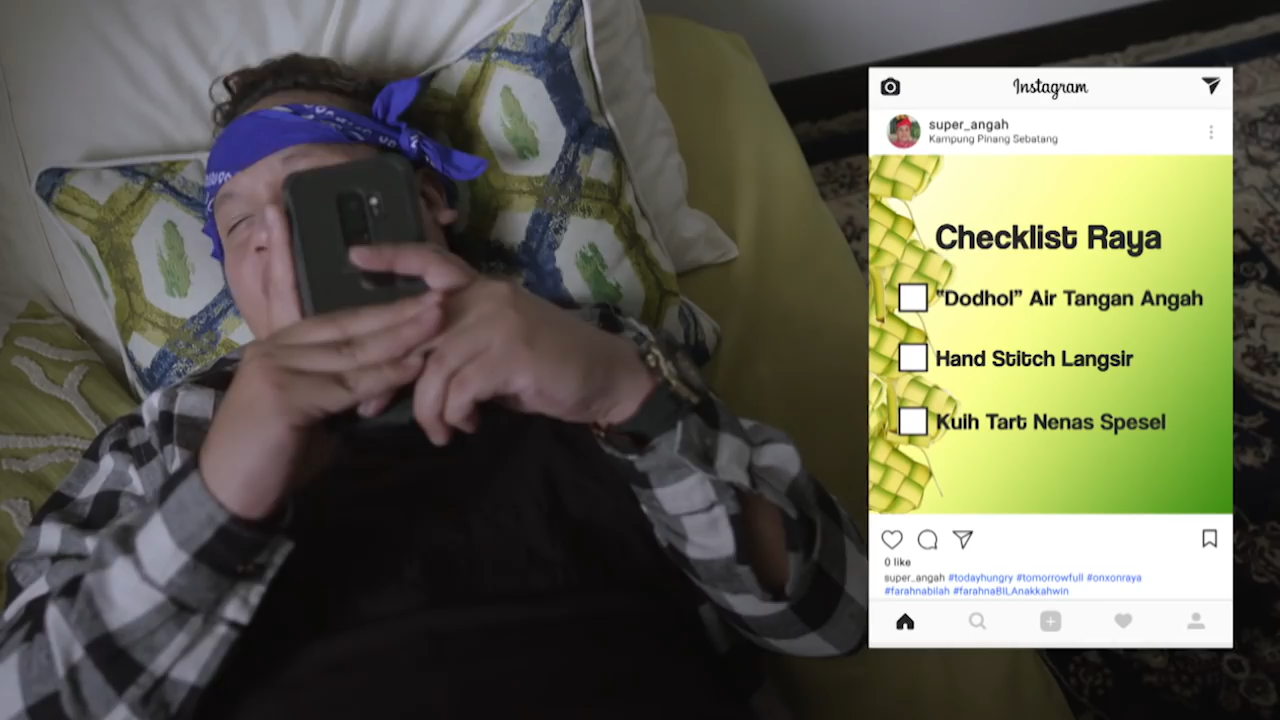 Instagram
super_angah
Kampung Pinang Sebatang
Checklist Raya
"Dodhol" Air Tangan Angah
Hand Stitch Langsir
Kuih Tart Nenas Spesel
0 like
super_angah #todayhungry #tomorrowfull #onxonraya
#farahnabilah #farahnaBIl_Anakkahwin